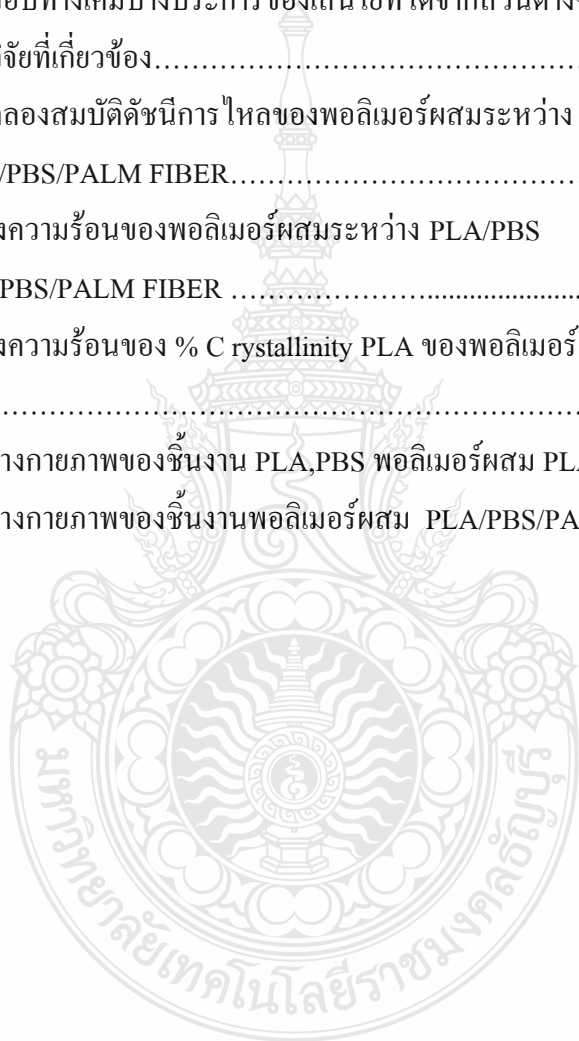 ทางเคมีบางประการของเส้นใยที่ได้จากส่วนต่าง
วิจัยที่เกี่ยวข้อง……………………………………
ลองสมบัติดัชนีการไหลของพอลิเมอร์ผสมระหว่าง
/PBS/PALM FIBER……………………………
งความร้อนของพอลิเมอร์ผสมระหว่าง PLA/PBS
PBS/PALM FIBER ………………….....................
งความร้อนของ % C rystallinity PLA ของพอลิเมอร์
……………………………………………………
างกายภาพของชิ้นงาน PLA,PBS พอลิเมอร์ผสม PLA
างกายภาพของชิ้นงานพอลิเมอร์ผสม PLA/PBS/PA
มหาวิทยาลัยเทคโนโลยีราชมงคลธัญบุรี